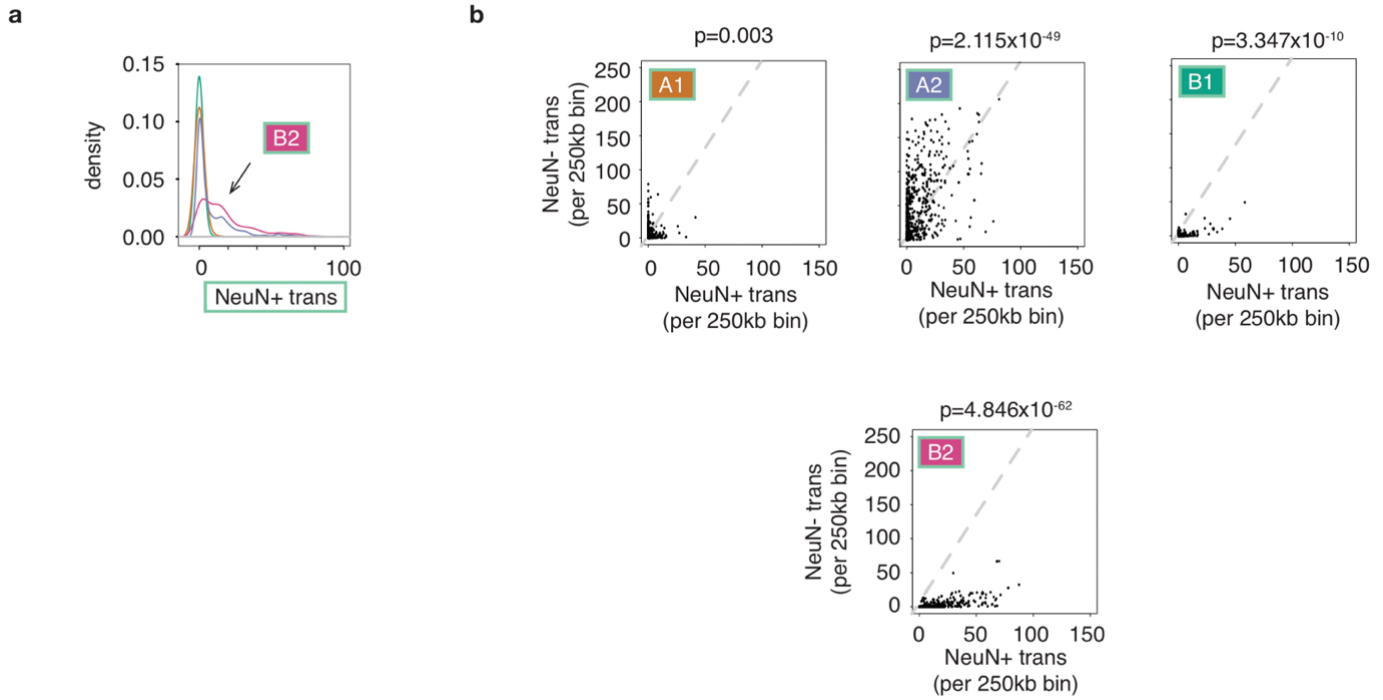 a
0.15
0.10
0.05
0.00
density
B2
0
100
NeuN+ trans
b
p=0.003
A1
250
200
150
100
50
0
NeuN- trans
(per 250kb bin)
0
50
100
150
NeuN+ trans
(per 250kb bin)
p=2.115x10⁻⁴⁹
A2
0
50
100
150
NeuN+ trans
(per 250kb bin)
p=3.347x10⁻¹⁰
B1
0
50
100
150
NeuN+ trans
(per 250kb bin)
p=4.846x10⁻⁶²
B2
250
200
150
100
50
0
NeuN- trans
(per 250kb bin)
0
50
100
150
NeuN+ trans
(per 250kb bin)